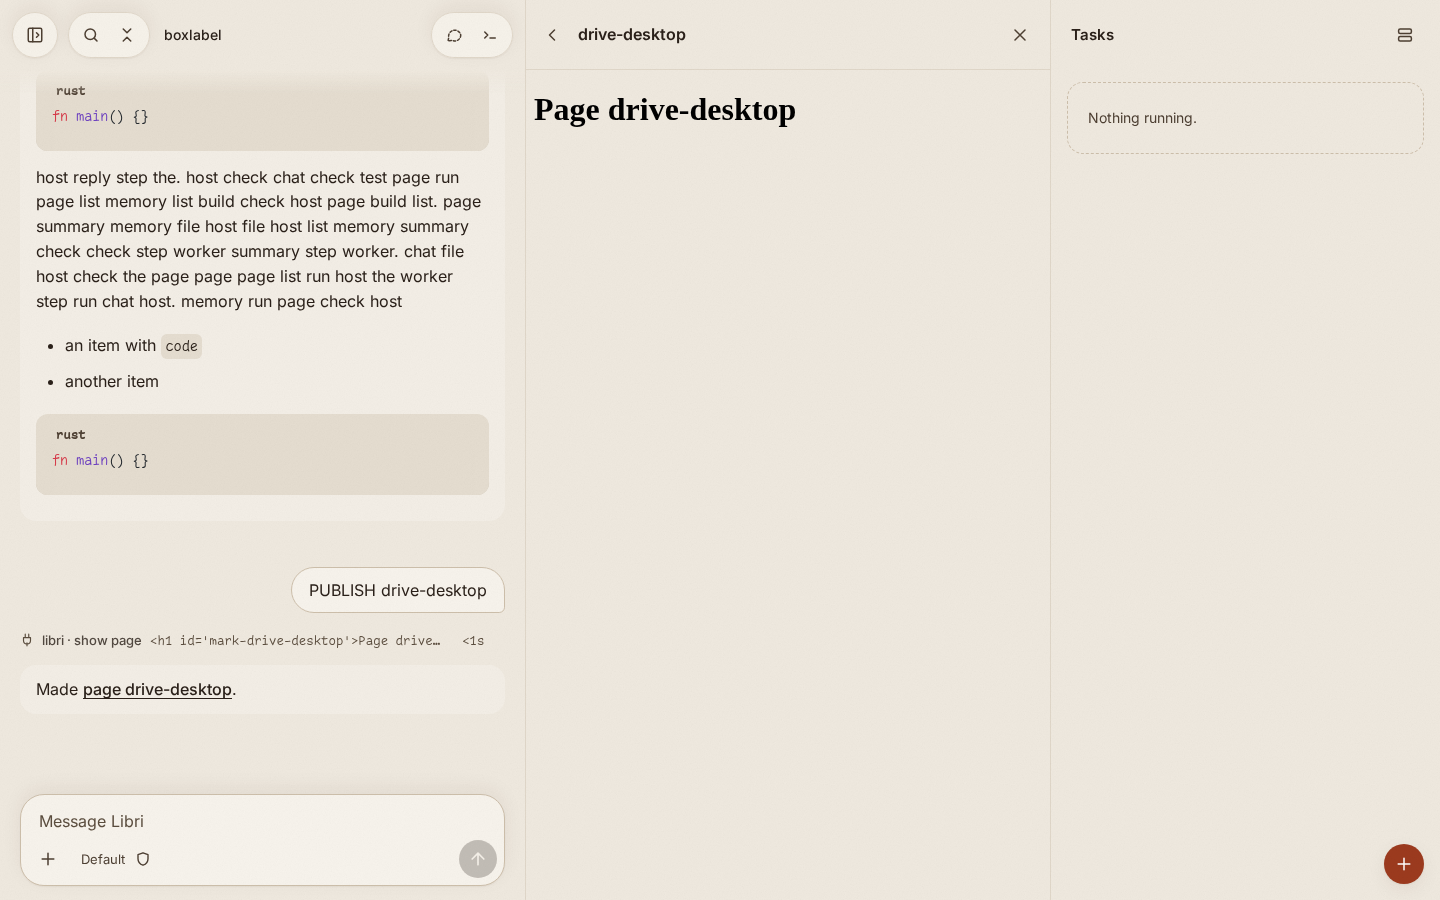 boxlabel
rust
fn main() {}
host reply step the. host check chat check test page run
page list memory list build check host page build list. page
summary memory file host file host list memory summary
check check step worker summary step worker. chat file
host check the page page page list run host the worker
step run chat host. memory run page check host
• an item with code
• another item
rust
fn main() {}
PUBLISH drive-desktop
libri · show page <h1 id='mark-drive-desktop'>Page drive… <1s
Made page drive-desktop.
Message Libri
Default
drive-desktop
Page drive-desktop
Tasks
Nothing running.